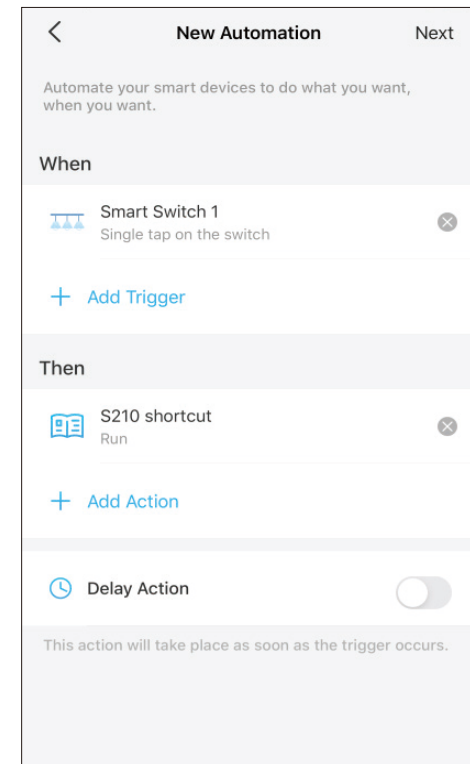 New Automation
Next
Automate your smart devices to do what you want,
when you want.
When
Smart Switch 1
Single tap on the switch
Add Trigger
Then
S210 shortcut
Run
Add Action
Delay Action
This action will take place as soon as the trigger occurs.